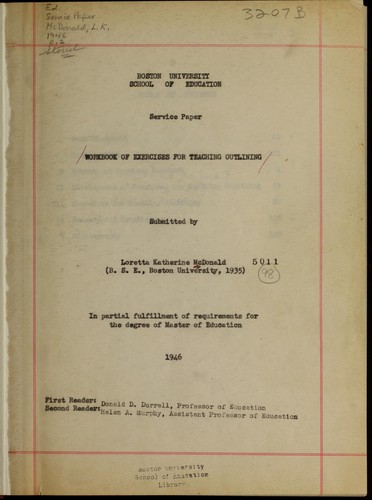 Ed.
Service Paper
McDonald, L.K.
1946
c.2
Stored
3207B
BOSTON UNIVERSITY
SCHOOL OF EDUCATION
Service Paper
WORKBOOK OF EXERCISES FOR TEACHING OUTLINING
Submitted by
Loretta Katherine McDonald 5011
(B. S. E., Boston University, 1935) 98
In partial fulfillment of requirements for
the degree of Master of Education
1946
First Reader: Donald D. Durrell, Professor of Education
Second Reader: Helen A. Murphy, Assistant Professor of Education
Boston University
School of Education
Library